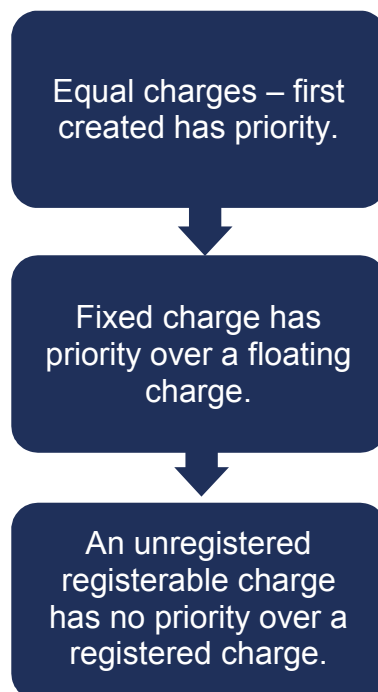 Equal charges – first
created has priority.
Fixed charge has
priority over a floating
charge.
An unregistered
registerable charge
has no priority over a
registered charge.